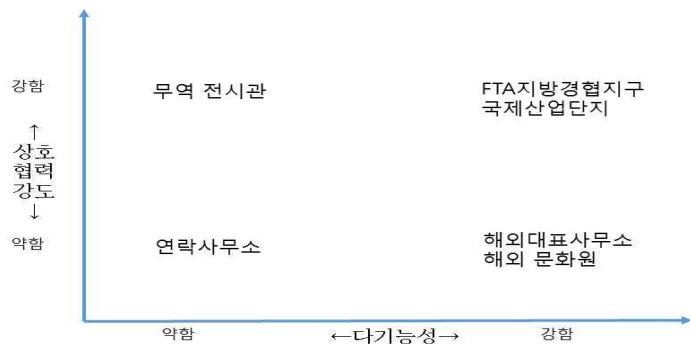 강함
무역 전시관
FTA지방경협지구
국제산업단지
↑
상호
협력
강도
↓
약함
연락사무소
해외대표사무소
해외 문화원
약함
←다기능성→
강함